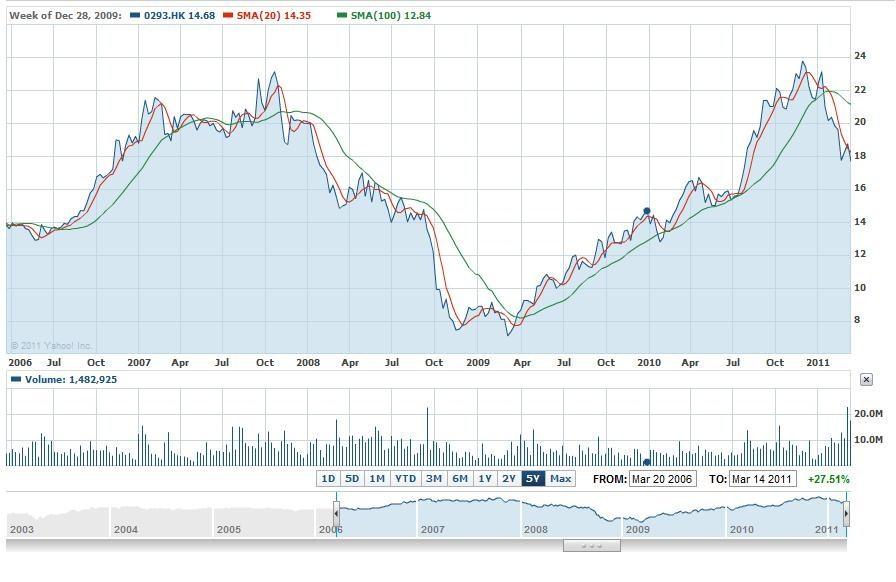 Week of Dec 28, 2009: 0293.HK 14.68 SMA(20) 14.35 SMA(100) 12.84
24
22
20
18
16
14
12
10
8
© 2011 Yahoo! Inc.
2006 Jul Oct 2007 Apr Jul Oct 2008 Apr Jul Oct 2009 Apr Jul Oct 2010 Apr Jul Oct 2011
Volume: 1,482,925
20.0M
10.0M
1D 5D 1M YTD 3M 6M 1Y 2Y 5Y Max FROM: Mar 20 2006 TO: Mar 14 2011 +27.51%
2003 2004 2005 2006 2007 2008 2009 2010 2011